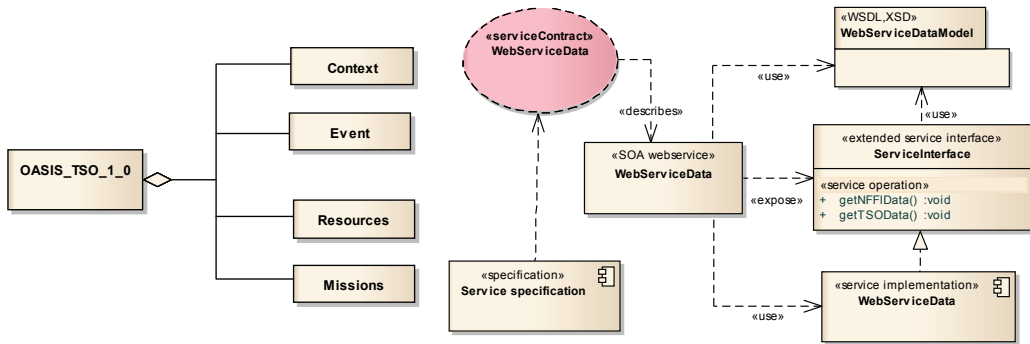 OASIS_TSO_1_0
Context
Event
Resources
Missions
«serviceContract»
WebServiceData
«describes»
«specification»
Service specification
«SOA webservice»
WebServiceData
«use»
«expose»
«use»
«WSDL,XSD»
WebServiceDataModel
«use»
«extended service interface»
ServiceInterface
«service operation»
+ getNFFIData() :void
+ getTSOData() :void
«service implementation»
WebServiceData